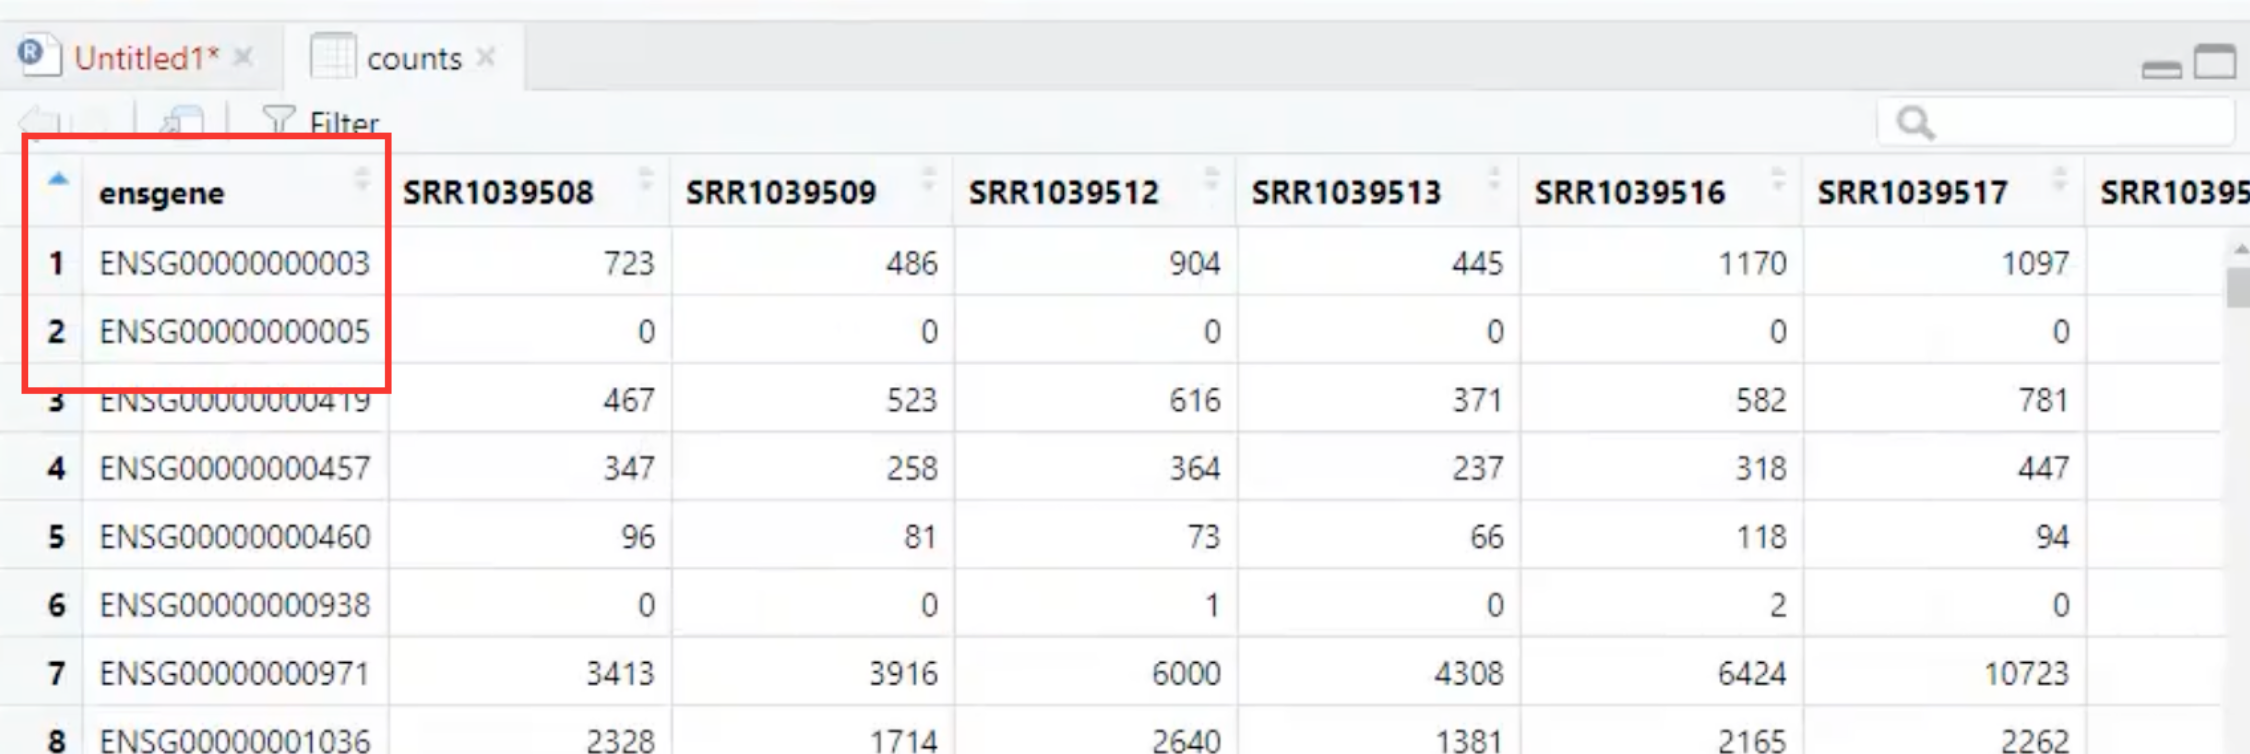 Untitled1* counts
Filter
ensgene SRR1039508 SRR1039509 SRR1039512 SRR1039513 SRR1039516 SRR1039517 SRR10395
1 ENSG00000000003 723 486 904 445 1170 1097
2 ENSG00000000005 0 0 0 0 0 0
3 ENSG00000000419 467 523 616 371 582 781
4 ENSG00000000457 347 258 364 237 318 447
5 ENSG00000000460 96 81 73 66 118 94
6 ENSG00000000938 0 0 1 0 2 0
7 ENSG00000000971 3413 3916 6000 4308 6424 10723
8 ENSG00000001036 2328 1714 2640 1381 2165 2262